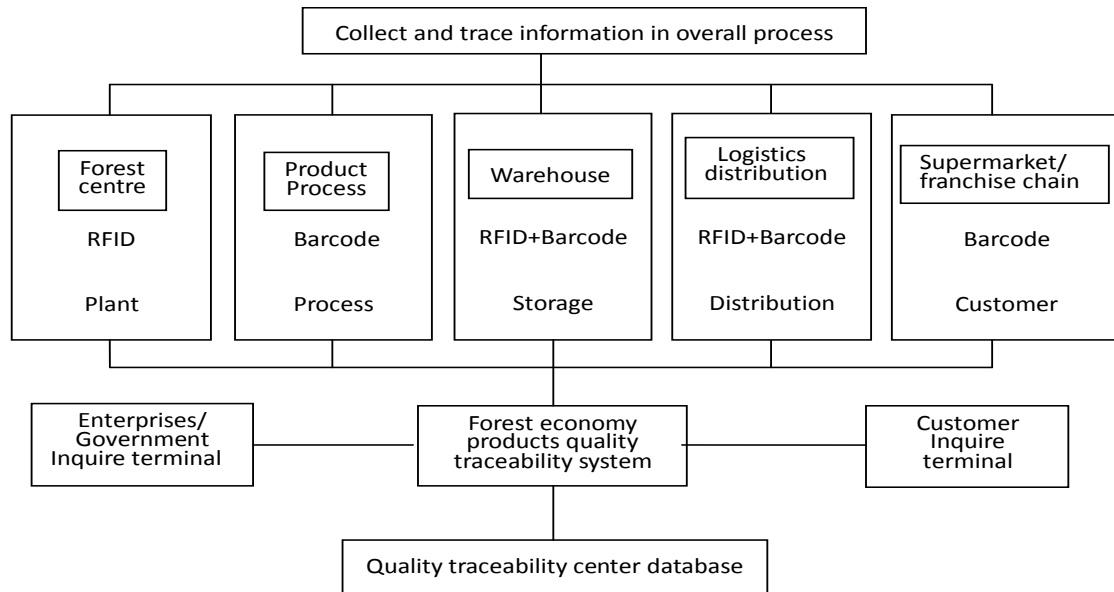 Collect and trace information in overall process
Forest
centre
RFID
Plant
Product
Process
Barcode
Process
Warehouse
RFID+Barcode
Storage
Logistics
distribution
RFID+Barcode
Distribution
Supermarket/
franchise chain
Barcode
Customer
Enterprises/
Government
Inquire terminal
Forest economy
products quality
traceability system
Customer
Inquire
terminal
Quality traceability center database